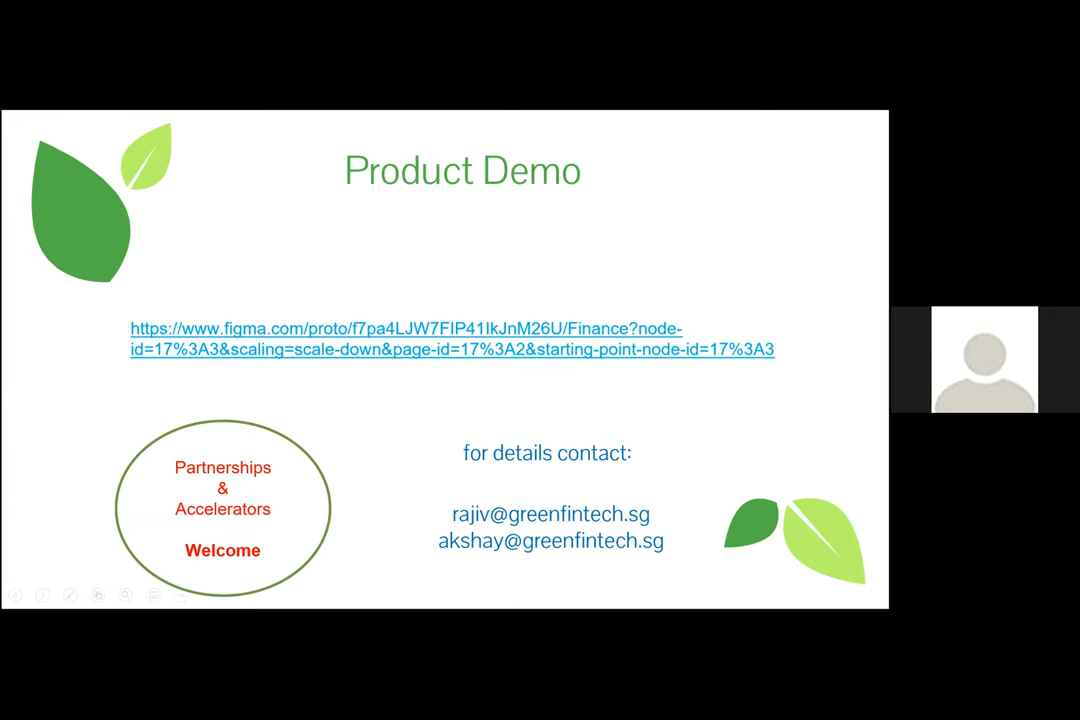 Product Demo
https://www.figma.com/proto/f7pa4LJW7FIP41IkJnM26U/Finance?node-
id=17%3A3&scaling=scale-down&page-id=17%3A2&starting-point-node-id=17%3A3
Partnerships
&
Accelerators
Welcome
for details contact:
rajiv@greenfintech.sg
akshay@greenfintech.sg